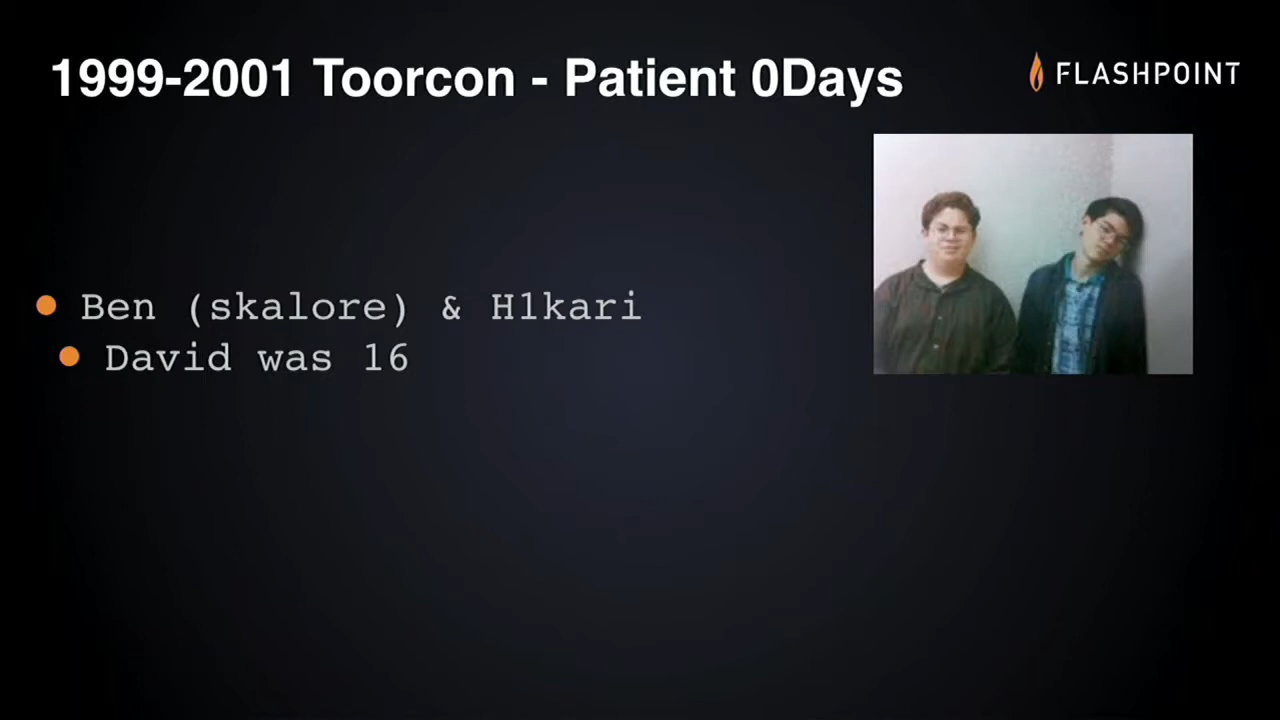 1999-2001 Toorcon - Patient 0Days
FLASHPOINT
Ben (skalore) & H1kari
David was 16